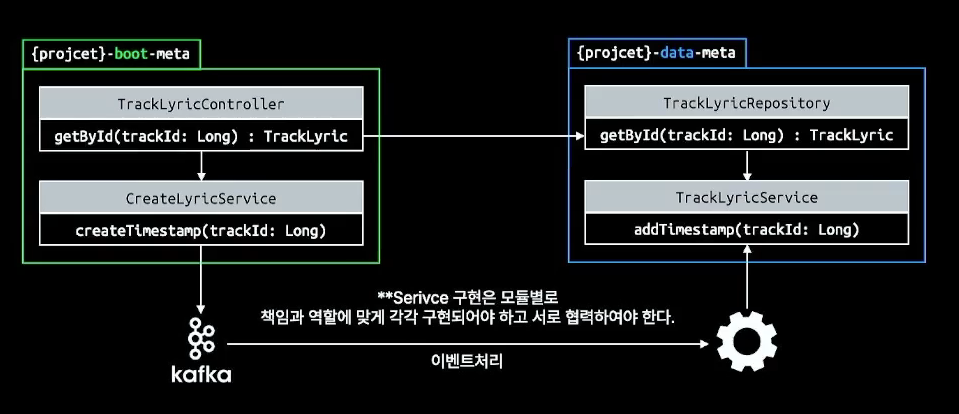 {projcet}-boot-meta
TrackLyricController
getById(trackId: Long) : TrackLyric
CreateLyricService
createTimestamp(trackId: Long)
{projcet}-data-meta
TrackLyricRepository
getById(trackId: Long) : TrackLyric
TrackLyricService
addTimestamp(trackId: Long)
**Serivce 구현은 모듈별로
책임과 역할에 맞게 각각 구현되어야 하고 서로 협력하여야 한다.
이벤트처리
kafka